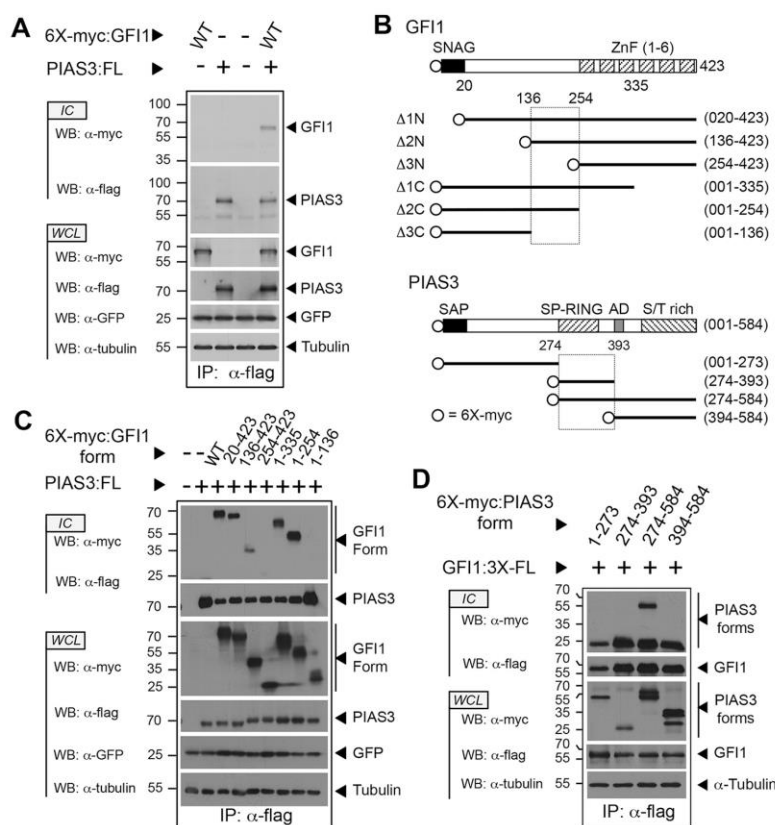 A
6X-myc:GFI1 ► WT - - WT
PIAS3:FL ► - + - +
IC
WB: α-myc
WB: α-flag
WCL
WB: α-myc
WB: α-flag
WB: α-GFP
WB: α-tubulin
100
70
55
35
25
100
70
55
70
55
70
25
55
GFI1
PIAS3
GFI1
PIAS3
GFP
Tubulin
IP: α-flag
B
GFI1
SNAG ZnF (1-6)
423
20 335
136 254
Δ1N (020-423)
Δ2N (136-423)
Δ3N (254-423)
Δ1C (001-335)
Δ2C (001-254)
Δ3C (001-136)
PIAS3
SAP SP-RING AD S/T rich
(001-584)
274 393
(001-273)
(274-393)
(274-584)
(394-584)
= 6X-myc
C
6X-myc:GFI1
form ► - - WT 20-423 136-423 254-423 1-335 1-254 1-136
PIAS3:FL ► - + + + + + + + +
IC
WB: α-myc
WB: α-flag
WCL
WB: α-myc
WB: α-flag
WB: α-GFP
WB: α-tubulin
70
55
35
25
70
70
55
35
25
70
25
55
GFI1
Form
PIAS3
GFI1
Form
PIAS3
GFP
Tubulin
IP: α-flag
D
6X-myc:PIAS3
form ► 1-273 274-393 274-584 394-584
GFI1:3X-FL ► + + + +
IC
WB: α-myc
WB: α-flag
WCL
WB: α-myc
WB: α-flag
WB: α-tubulin
70
55
35
25
70
55
70
55
35
25
70
55
55
PIAS3
forms
GFI1
PIAS3
forms
GFI1
α-Tubulin
IP: α-flag